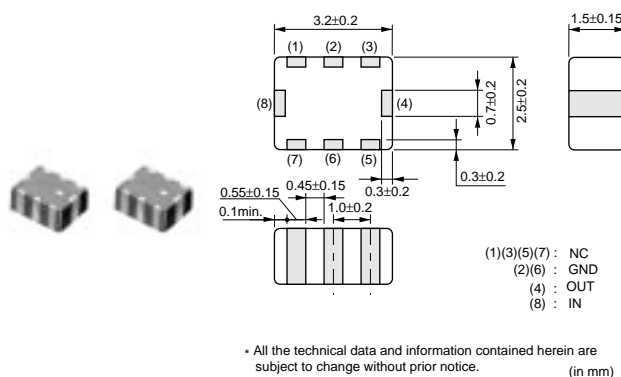 3.2±0.2
1.5±0.15
(1) (2) (3)
(8)
(4)
0.7±0.2
2.5±0.2
(7) (6) (5)
0.3±0.2
0.3±0.2
0.55±0.15
0.45±0.15
1.0±0.2
0.1min.
(1)(3)(5)(7) : NC
(2)(6) : GND
(4) : OUT
(8) : IN
* All the technical data and information contained herein are
subject to change without prior notice.
(in mm)